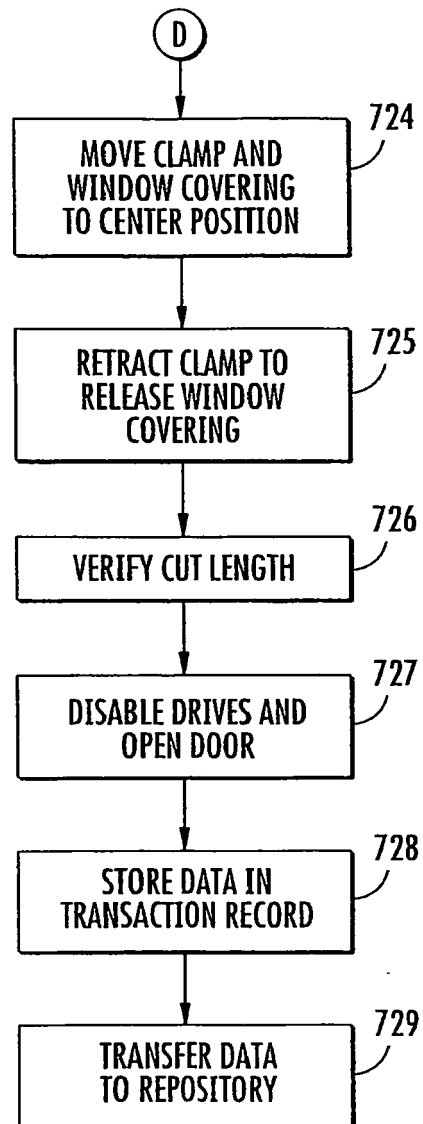 D
724
MOVE CLAMP AND
WINDOW COVERING
TO CENTER POSITION
725
RETRACT CLAMP TO
RELEASE WINDOW
COVERING
726
VERIFY CUT LENGTH
727
DISABLE DRIVES AND
OPEN DOOR
728
STORE DATA IN
TRANSACTION RECORD
729
TRANSFER DATA
TO REPOSITORY